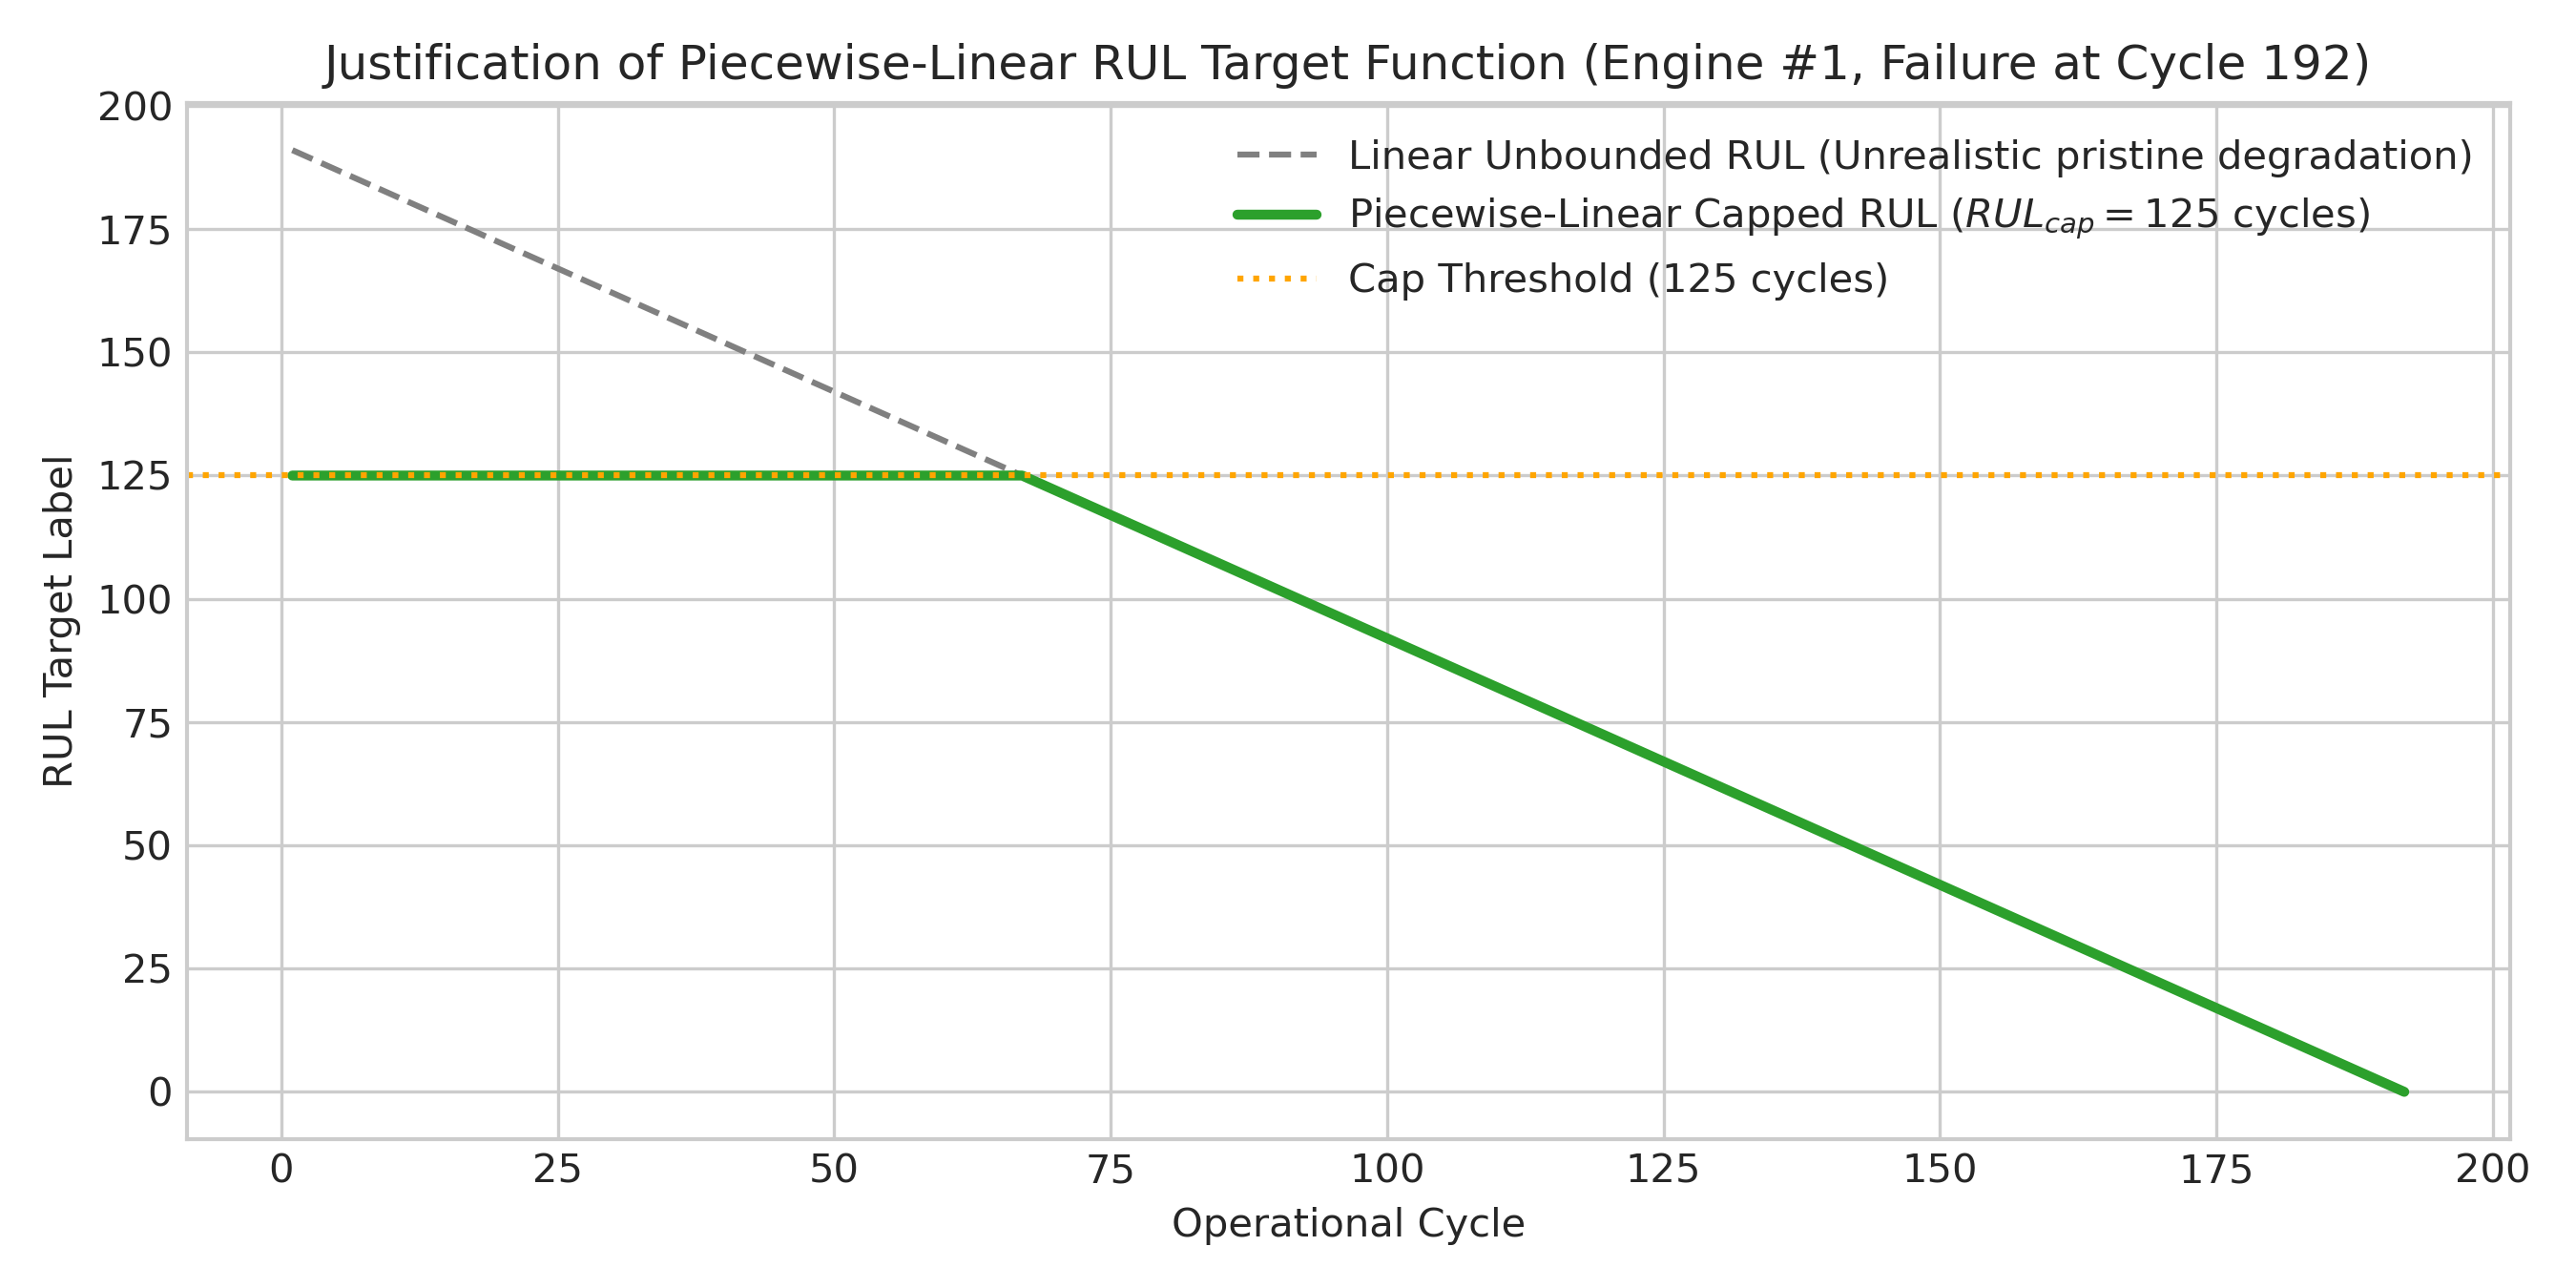 Justification of Piecewise-Linear RUL Target Function (Engine #1, Failure at Cycle 192)
Linear Unbounded RUL (Unrealistic pristine degradation)
Piecewise-Linear Capped RUL (RUL_cap = 125 cycles)
Cap Threshold (125 cycles)
RUL Target Label
200
175
150
125
100
75
50
25
0
0 25 50 75 100 125 150 175 200
Operational Cycle